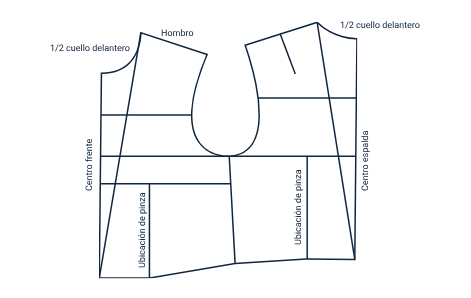 1/2 cuello delantero
Hombro
1/2 cuello delantero
Centro frente
Ubicación de pinza
Ubicación de pinza
Centro espalda